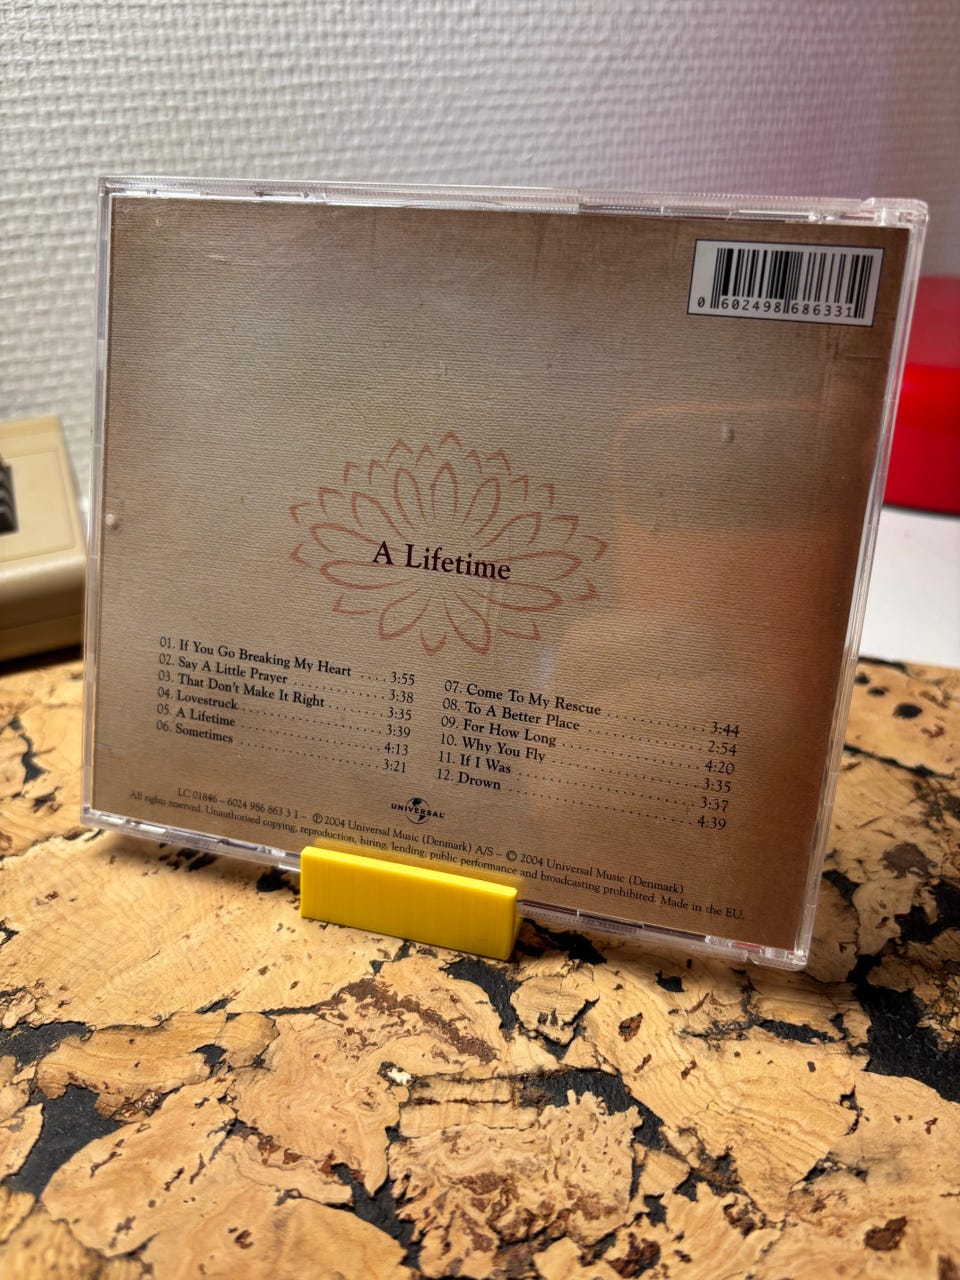 0 602498 686331
A Lifetime
01. If You Go Breaking My Heart .... 3:55
02. Say A Little Prayer .................. 3:38
03. That Don't Make It Right ........... 3:35
04. Lovestruck ........................... 3:39
05. A Lifetime ........................... 4:13
06. Sometimes ........................... 3:21
07. Come To My Rescue ............... 3:44
08. To A Better Place .................. 2:54
09. For How Long ..................... 4:20
10. Why You Fly ........................ 3:35
11. If I Was ............................. 3:37
12. Drown ............................... 4:39
UNIVERSAL
LC 01846 – 6024 986 863 3 1 – ℗ 2004 Universal Music (Denmark) A/S – © 2004 Universal Music (Denmark)
All rights reserved. Unauthorised copying, reproduction, hiring, lending, public performance and broadcasting prohibited. Made in the EU.